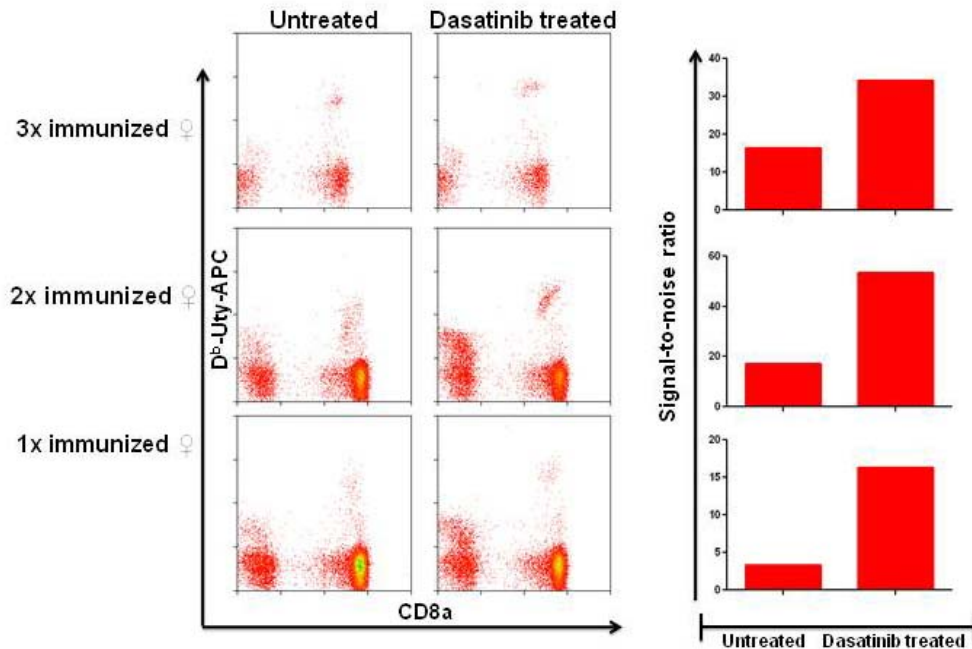 Untreated Dasatinib treated
3x immunized ♀
2x immunized ♀
1x immunized ♀
Dᵇ-Uty-APC
CD8a
Signal-to-noise ratio
40
30
20
10
0
60
40
20
0
20
15
10
5
0
Untreated Dasatinib treated